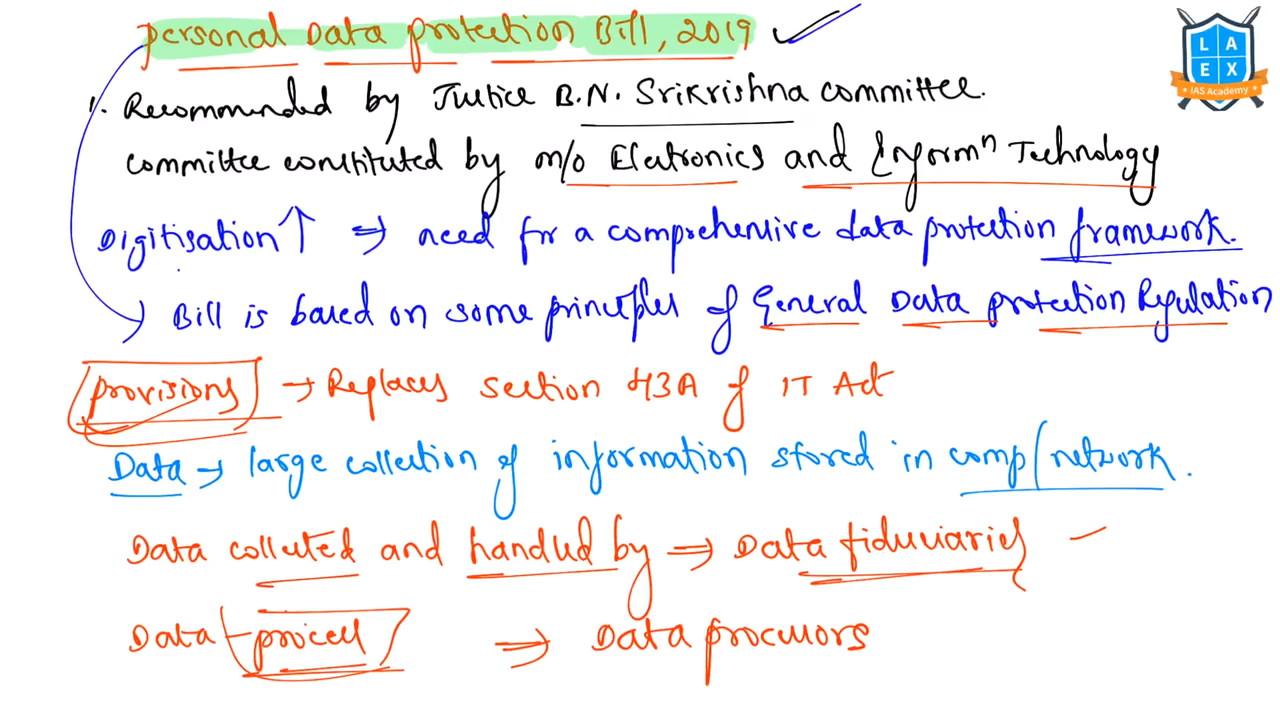 Personal Data Protection Bill, 2019
LAEX
IAS Academy
1. Recommended by Justice B.N. Srikrishna committee.
committee constituted by m/o Electronics and Informⁿ Technology
Digitisation ↑ ⇒ need for a comprehensive data protection framework.
→ Bill is based on some principles of General Data Protection Regulation
provisions → Replaces section 43A of IT Act
Data → large collection of information stored in comp/network.
Data collected and handled by ⇒ Data fiduciaries
Data process ⇒ Data processors